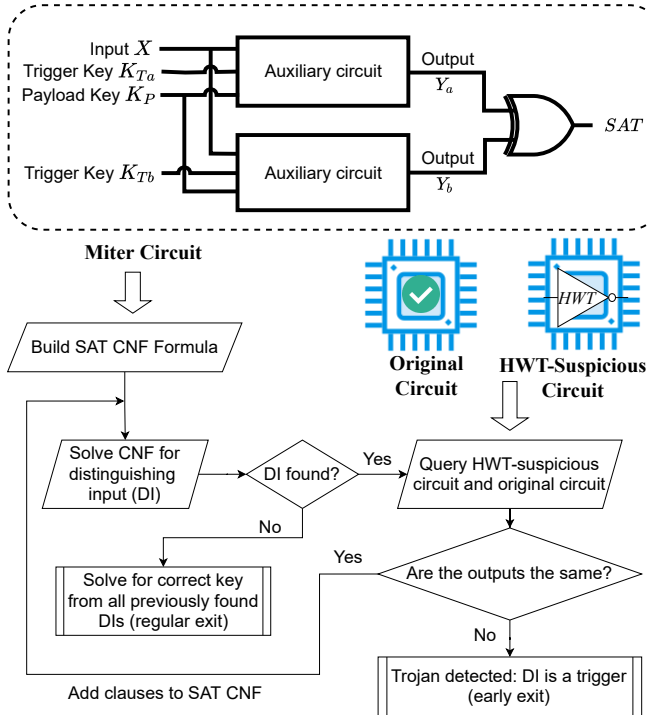 Input X
Trigger Key K_{Ta}
Payload Key K_P
Auxiliary circuit
Output
Y_a
SAT
Trigger Key K_{Tb}
Auxiliary circuit
Output
Y_b
Miter Circuit
HWT
Original
Circuit
HWT-Suspicious
Circuit
Build SAT CNF Formula
Solve CNF for
distinguishing
input (DI)
DI found?
Yes
Query HWT-suspicious
circuit and original circuit
No
Solve for correct key
from all previously found
DIs (regular exit)
Yes
Are the outputs the same?
No
Trojan detected: DI is a trigger
(early exit)
Add clauses to SAT CNF